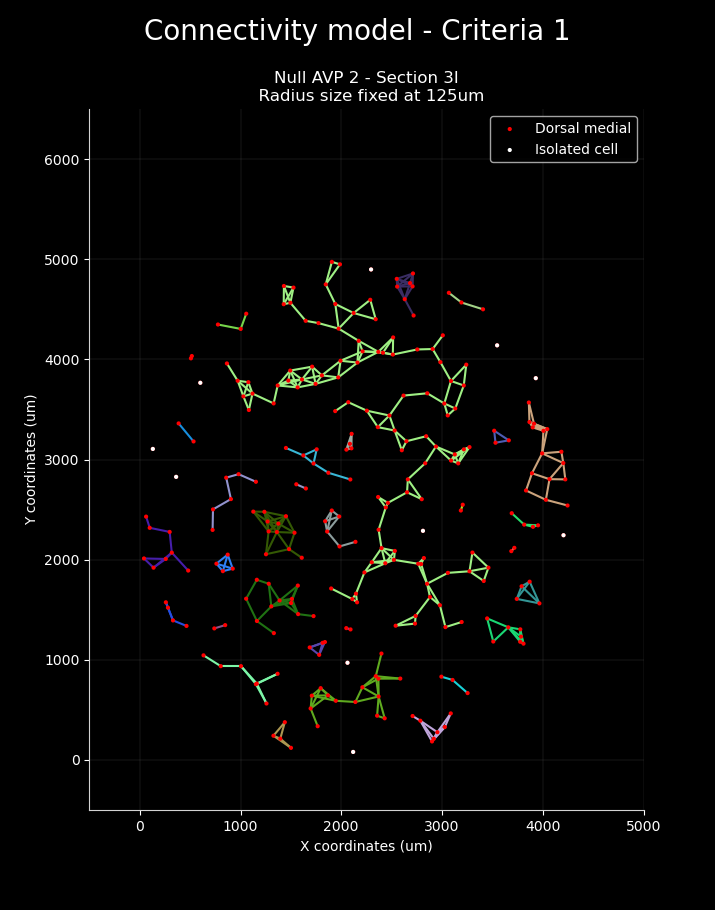 Connectivity model - Criteria 1
Null AVP 2 - Section 3I
Radius size fixed at 125um
Dorsal medial
Isolated cell
6000
5000
4000
3000
2000
1000
0
Y coordinates (um)
0 1000 2000 3000 4000 5000
X coordinates (um)